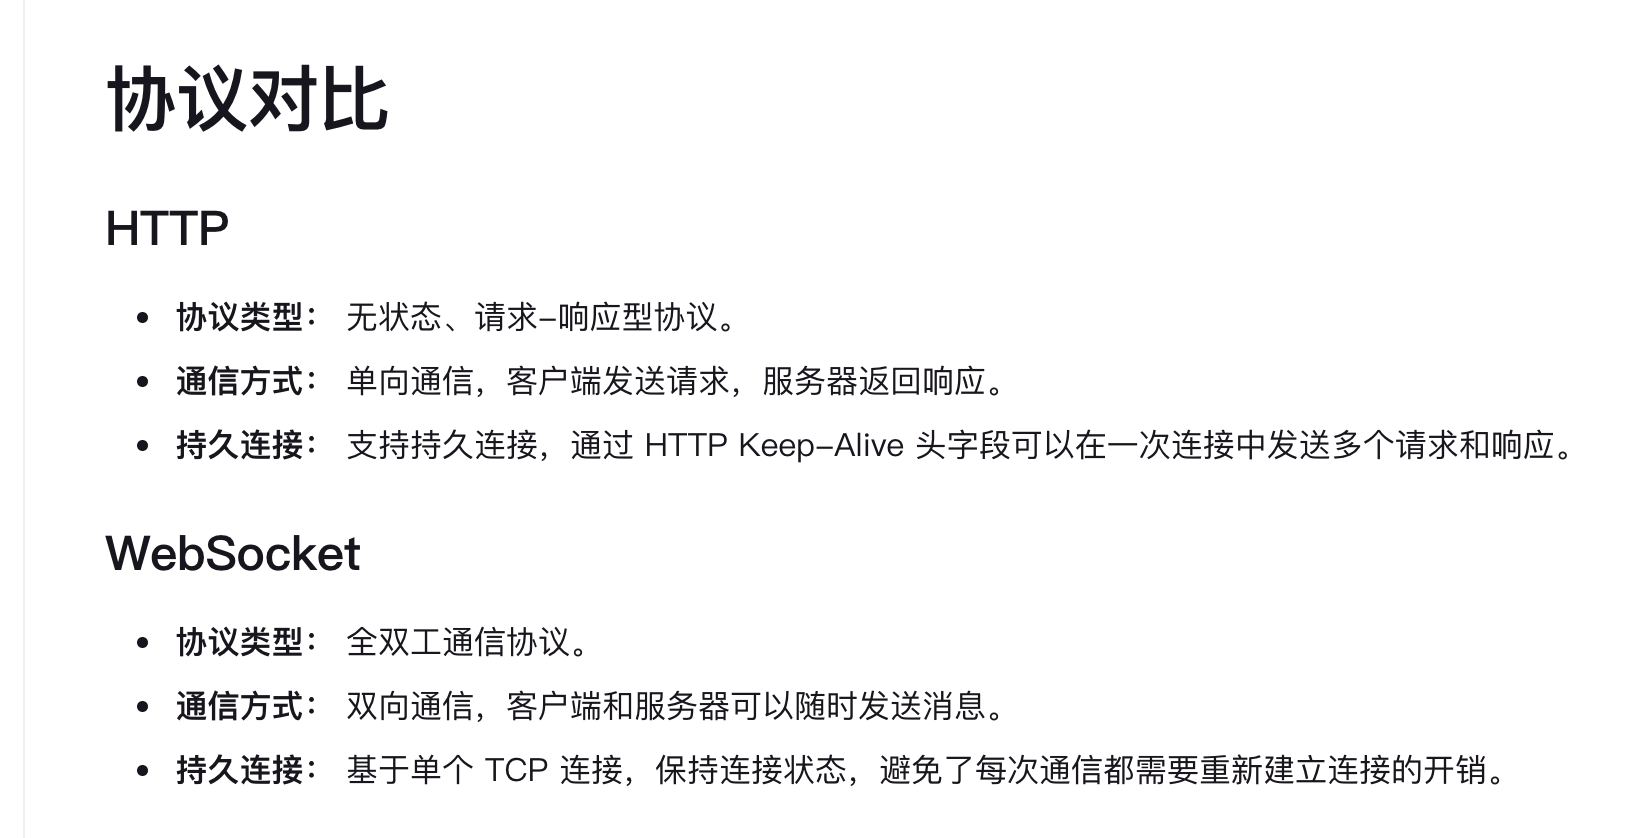 协议对比
HTTP
• 协议类型： 无状态、请求-响应型协议。
• 通信方式： 单向通信，客户端发送请求，服务器返回响应。
• 持久连接： 支持持久连接，通过 HTTP Keep-Alive 头字段可以在一次连接中发送多个请求和响应。
WebSocket
• 协议类型： 全双工通信协议。
• 通信方式： 双向通信，客户端和服务器可以随时发送消息。
• 持久连接： 基于单个 TCP 连接，保持连接状态，避免了每次通信都需要重新建立连接的开销。